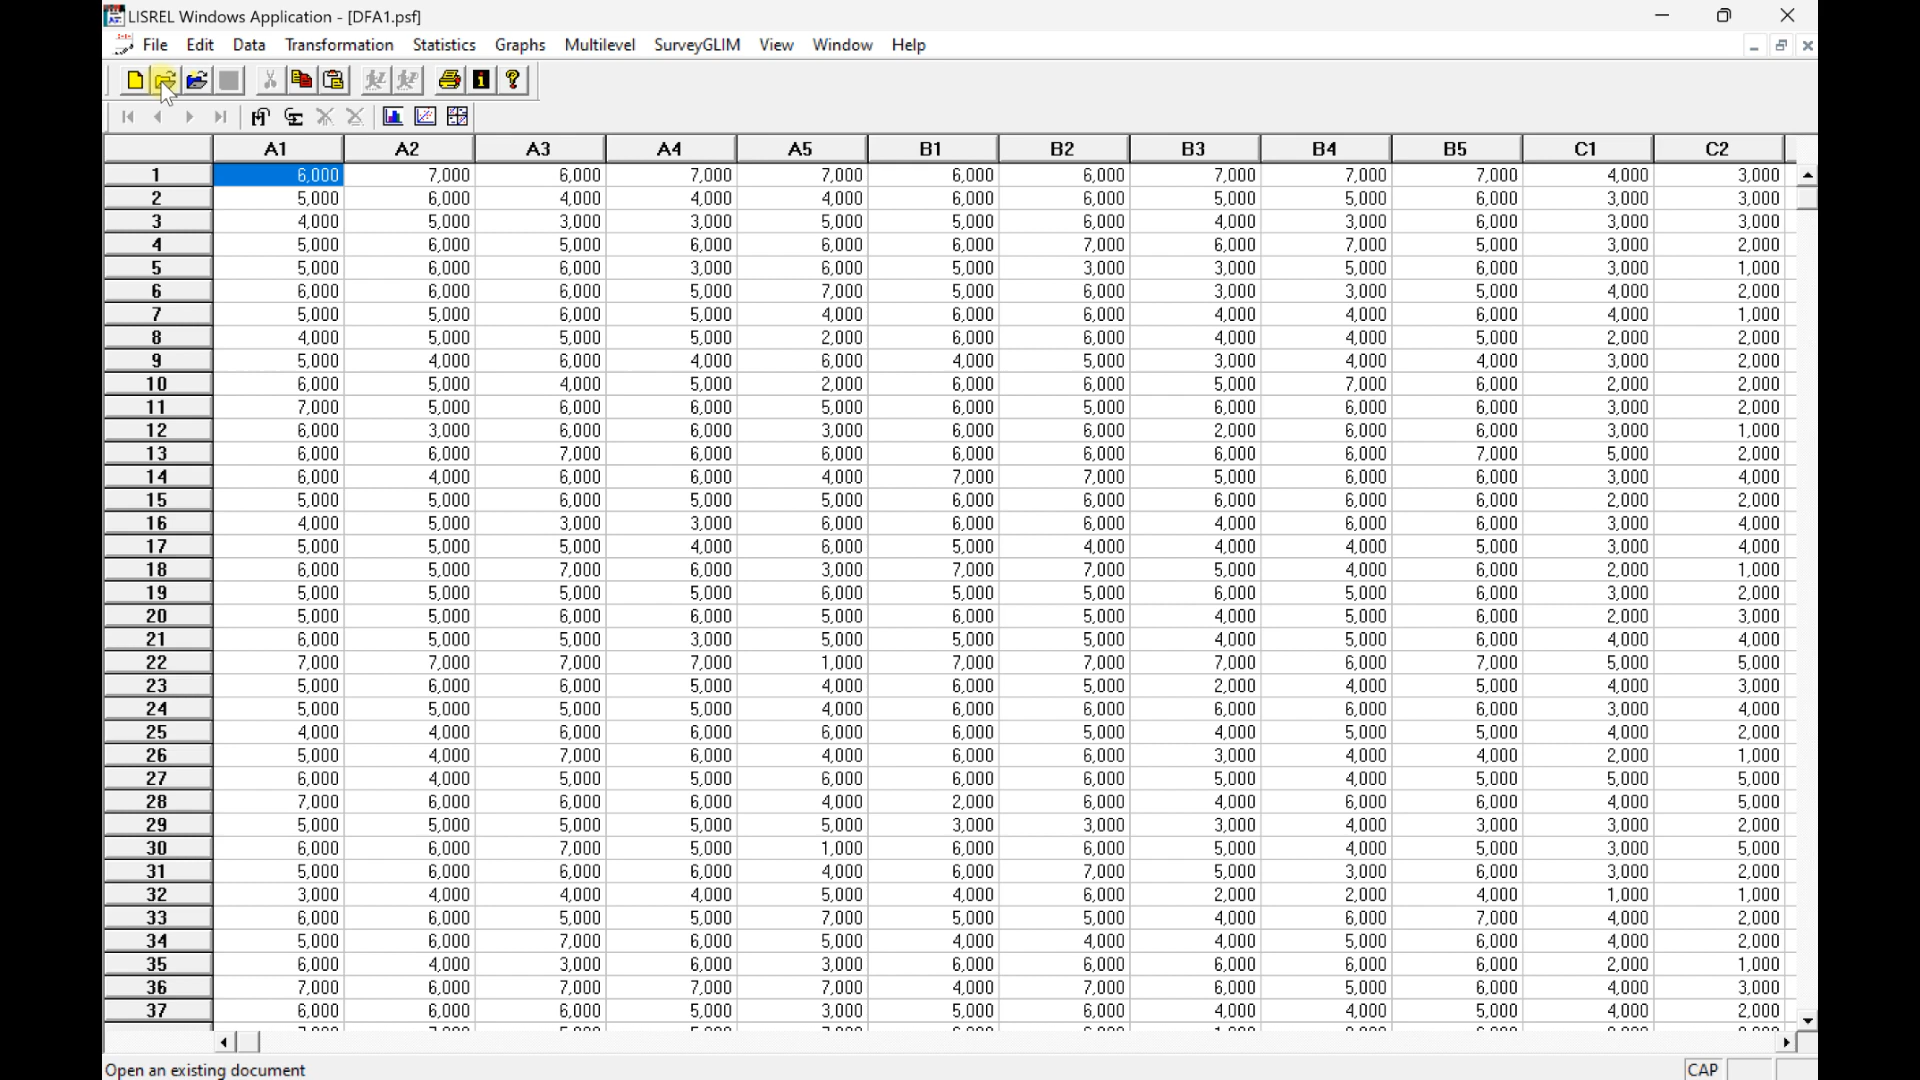 LISREL Windows Application - [DFA1.psf]
File Edit Data Transformation Statistics Graphs Multilevel SurveyGLIM View Window Help
A1 A2 A3 A4 A5 B1 B2 B3 B4 B5 C1 C2
1 6,000 7,000 6,000 7,000 7,000 6,000 6,000 7,000 7,000 7,000 4,000 3,000
2 5,000 6,000 4,000 4,000 4,000 6,000 6,000 5,000 5,000 6,000 3,000 3,000
3 4,000 5,000 3,000 3,000 5,000 5,000 6,000 4,000 3,000 6,000 3,000 3,000
4 5,000 6,000 5,000 6,000 6,000 6,000 7,000 6,000 7,000 5,000 3,000 2,000
5 5,000 6,000 6,000 3,000 6,000 5,000 3,000 3,000 5,000 6,000 3,000 1,000
6 6,000 6,000 6,000 5,000 7,000 5,000 6,000 3,000 3,000 5,000 4,000 2,000
7 5,000 5,000 6,000 5,000 4,000 6,000 6,000 4,000 4,000 6,000 4,000 1,000
8 4,000 5,000 5,000 5,000 2,000 6,000 6,000 4,000 4,000 5,000 2,000 2,000
9 5,000 4,000 6,000 4,000 6,000 4,000 5,000 3,000 4,000 4,000 3,000 2,000
10 6,000 5,000 4,000 5,000 2,000 6,000 6,000 5,000 7,000 6,000 2,000 2,000
11 7,000 5,000 6,000 6,000 5,000 6,000 5,000 6,000 6,000 6,000 3,000 2,000
12 6,000 3,000 6,000 6,000 3,000 6,000 6,000 2,000 6,000 6,000 3,000 1,000
13 6,000 6,000 7,000 6,000 6,000 6,000 6,000 6,000 6,000 7,000 5,000 2,000
14 6,000 4,000 6,000 6,000 4,000 7,000 7,000 5,000 6,000 6,000 3,000 4,000
15 5,000 5,000 6,000 5,000 5,000 6,000 6,000 6,000 6,000 6,000 2,000 2,000
16 4,000 5,000 3,000 3,000 6,000 6,000 6,000 4,000 6,000 6,000 3,000 4,000
17 5,000 5,000 5,000 4,000 6,000 5,000 4,000 4,000 4,000 5,000 3,000 4,000
18 6,000 5,000 7,000 6,000 3,000 7,000 7,000 5,000 4,000 6,000 2,000 1,000
19 5,000 5,000 5,000 5,000 6,000 5,000 5,000 6,000 5,000 6,000 3,000 2,000
20 5,000 5,000 6,000 6,000 5,000 6,000 5,000 4,000 5,000 6,000 2,000 3,000
21 6,000 5,000 5,000 3,000 5,000 5,000 5,000 4,000 5,000 6,000 4,000 4,000
22 7,000 7,000 7,000 7,000 1,000 7,000 7,000 7,000 6,000 7,000 5,000 5,000
23 5,000 6,000 6,000 5,000 4,000 6,000 5,000 2,000 4,000 5,000 4,000 3,000
24 5,000 5,000 5,000 5,000 4,000 6,000 6,000 6,000 6,000 6,000 3,000 4,000
25 4,000 4,000 6,000 6,000 6,000 6,000 5,000 4,000 5,000 5,000 4,000 2,000
26 5,000 4,000 7,000 6,000 4,000 6,000 6,000 3,000 4,000 4,000 2,000 1,000
27 6,000 4,000 5,000 5,000 6,000 6,000 6,000 5,000 4,000 5,000 5,000 5,000
28 7,000 6,000 6,000 6,000 4,000 2,000 6,000 4,000 6,000 6,000 4,000 5,000
29 5,000 5,000 5,000 5,000 5,000 3,000 3,000 3,000 4,000 3,000 3,000 2,000
30 6,000 6,000 7,000 5,000 1,000 6,000 6,000 5,000 4,000 5,000 3,000 5,000
31 5,000 6,000 6,000 6,000 4,000 6,000 7,000 5,000 3,000 6,000 3,000 2,000
32 3,000 4,000 4,000 4,000 5,000 4,000 6,000 2,000 2,000 4,000 1,000 1,000
33 6,000 6,000 5,000 5,000 7,000 5,000 5,000 4,000 6,000 7,000 4,000 2,000
34 5,000 6,000 7,000 6,000 5,000 4,000 4,000 4,000 5,000 6,000 4,000 2,000
35 6,000 4,000 3,000 6,000 3,000 6,000 6,000 6,000 6,000 6,000 2,000 1,000
36 7,000 6,000 7,000 7,000 7,000 4,000 7,000 6,000 5,000 6,000 4,000 3,000
37 6,000 6,000 6,000 5,000 3,000 5,000 6,000 4,000 4,000 5,000 4,000 2,000
Open an existing document CAP